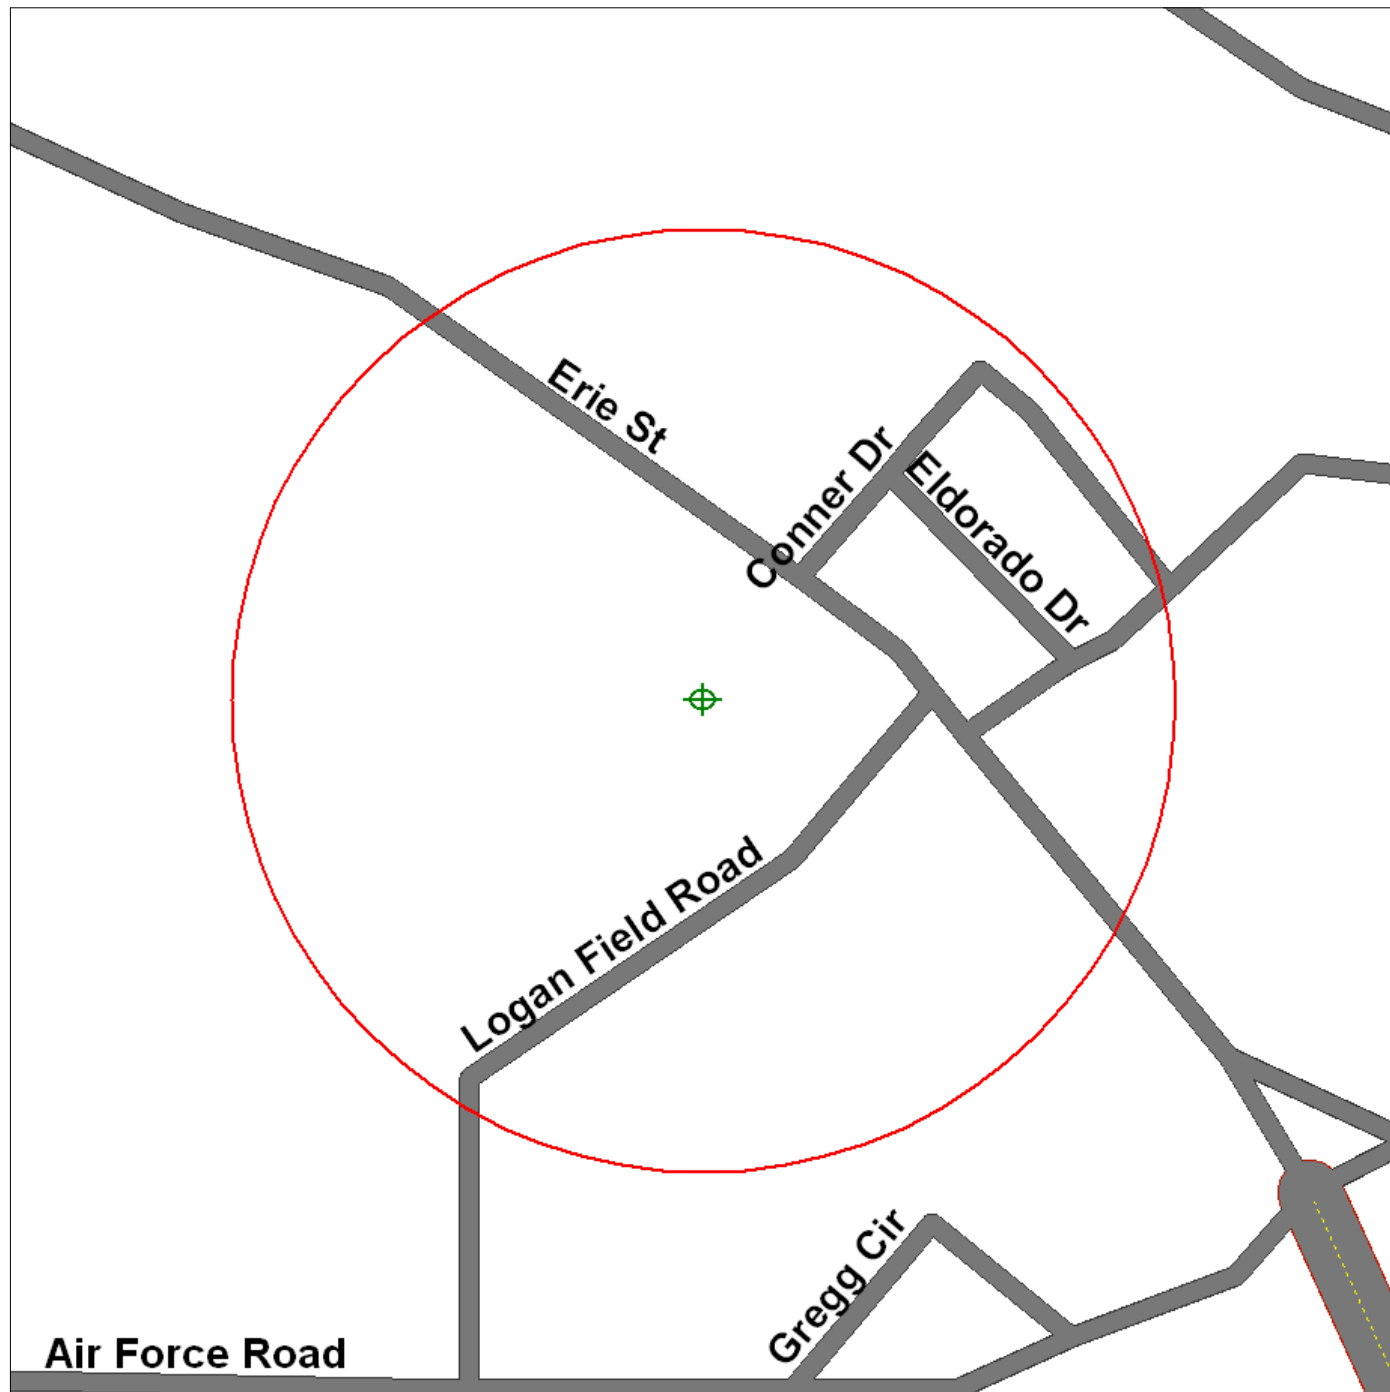 Erie St
Conner Dr
Eldorado Dr
Logan Field Road
Gregg Cir
Air Force Road